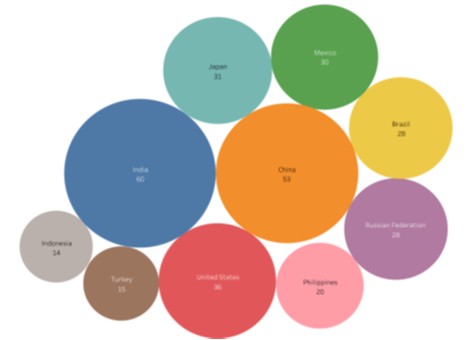 Mexico
30
Japan
31
Brazil
28
India
60
China
53
Russian Federation
28
Indonesia
14
Turkey
15
United States
36
Philippines
20